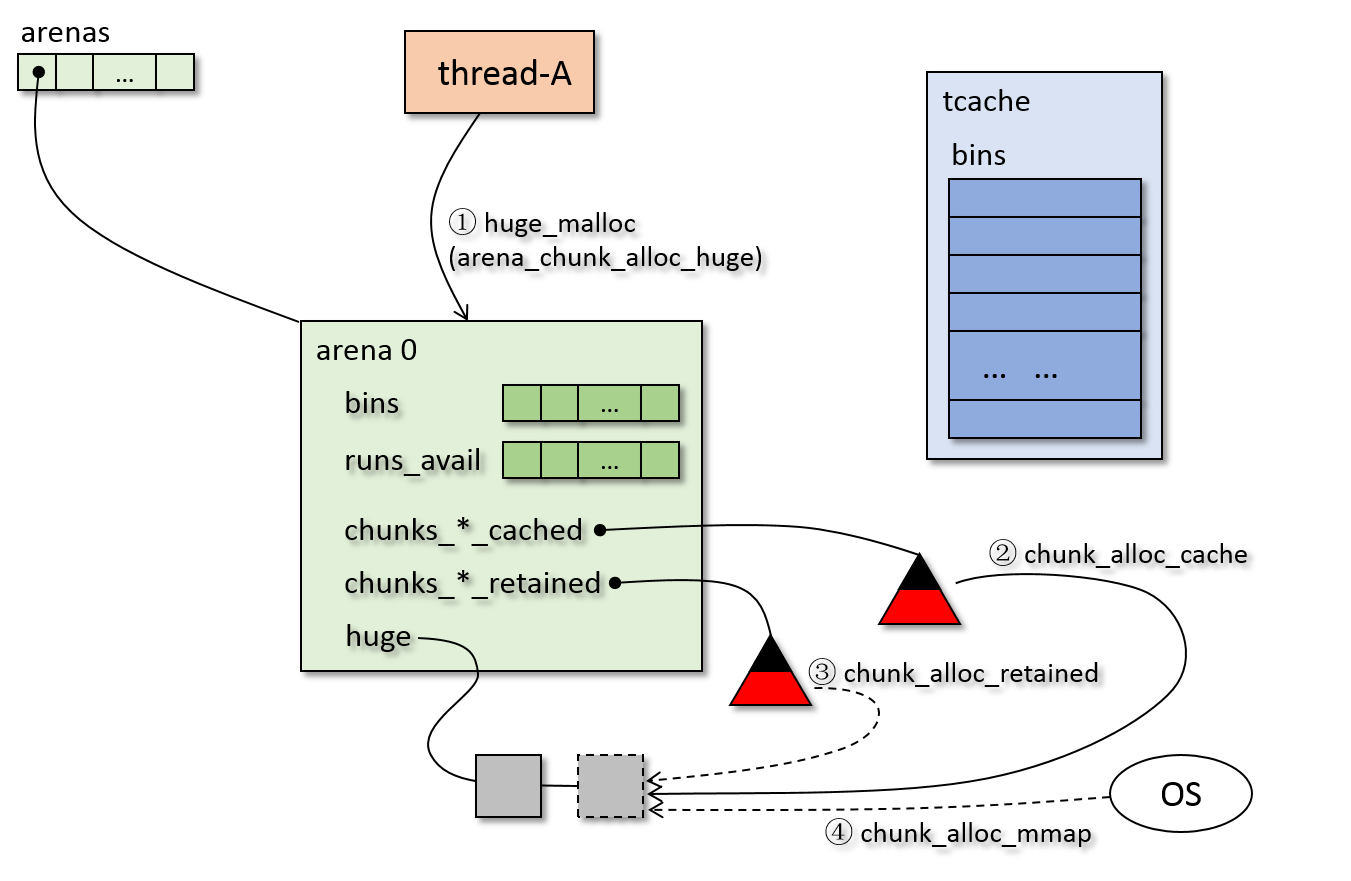 arenas
...
thread-A
tcache
bins
... ...
① huge_malloc
(arena_chunk_alloc_huge)
arena 0
bins
...
runs_avail
...
chunks_*_cached
chunks_*_retained
huge
② chunk_alloc_cache
③ chunk_alloc_retained
OS
④ chunk_alloc_mmap